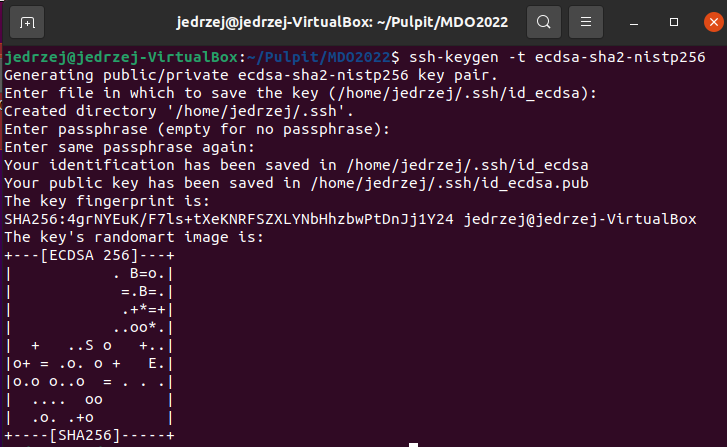 jedrzej@jedrzej-VirtualBox: ~/Pulpit/MDO2022
jedrzej@jedrzej-VirtualBox:~/Pulpit/MDO2022$ ssh-keygen -t ecdsa-sha2-nistp256
Generating public/private ecdsa-sha2-nistp256 key pair.
Enter file in which to save the key (/home/jedrzej/.ssh/id_ecdsa):
Created directory '/home/jedrzej/.ssh'.
Enter passphrase (empty for no passphrase):
Enter same passphrase again:
Your identification has been saved in /home/jedrzej/.ssh/id_ecdsa
Your public key has been saved in /home/jedrzej/.ssh/id_ecdsa.pub
The key fingerprint is:
SHA256:4grNYEuK/F7ls+tXeKNRFSZXLYNbHhzbwPtDnJj1Y24 jedrzej@jedrzej-VirtualBox
The key's randomart image is:
+---[ECDSA 256]---+
|            . B=o.|
|             =.B=.|
|             .+*=+|
|            ..oo*.|
|  +   ..S o   +..|
|o+ = .o. o +   E.|
|o.o o..o  = . . .|
|  ....  oo       |
|  .o. .+o        |
+----[SHA256]-----+